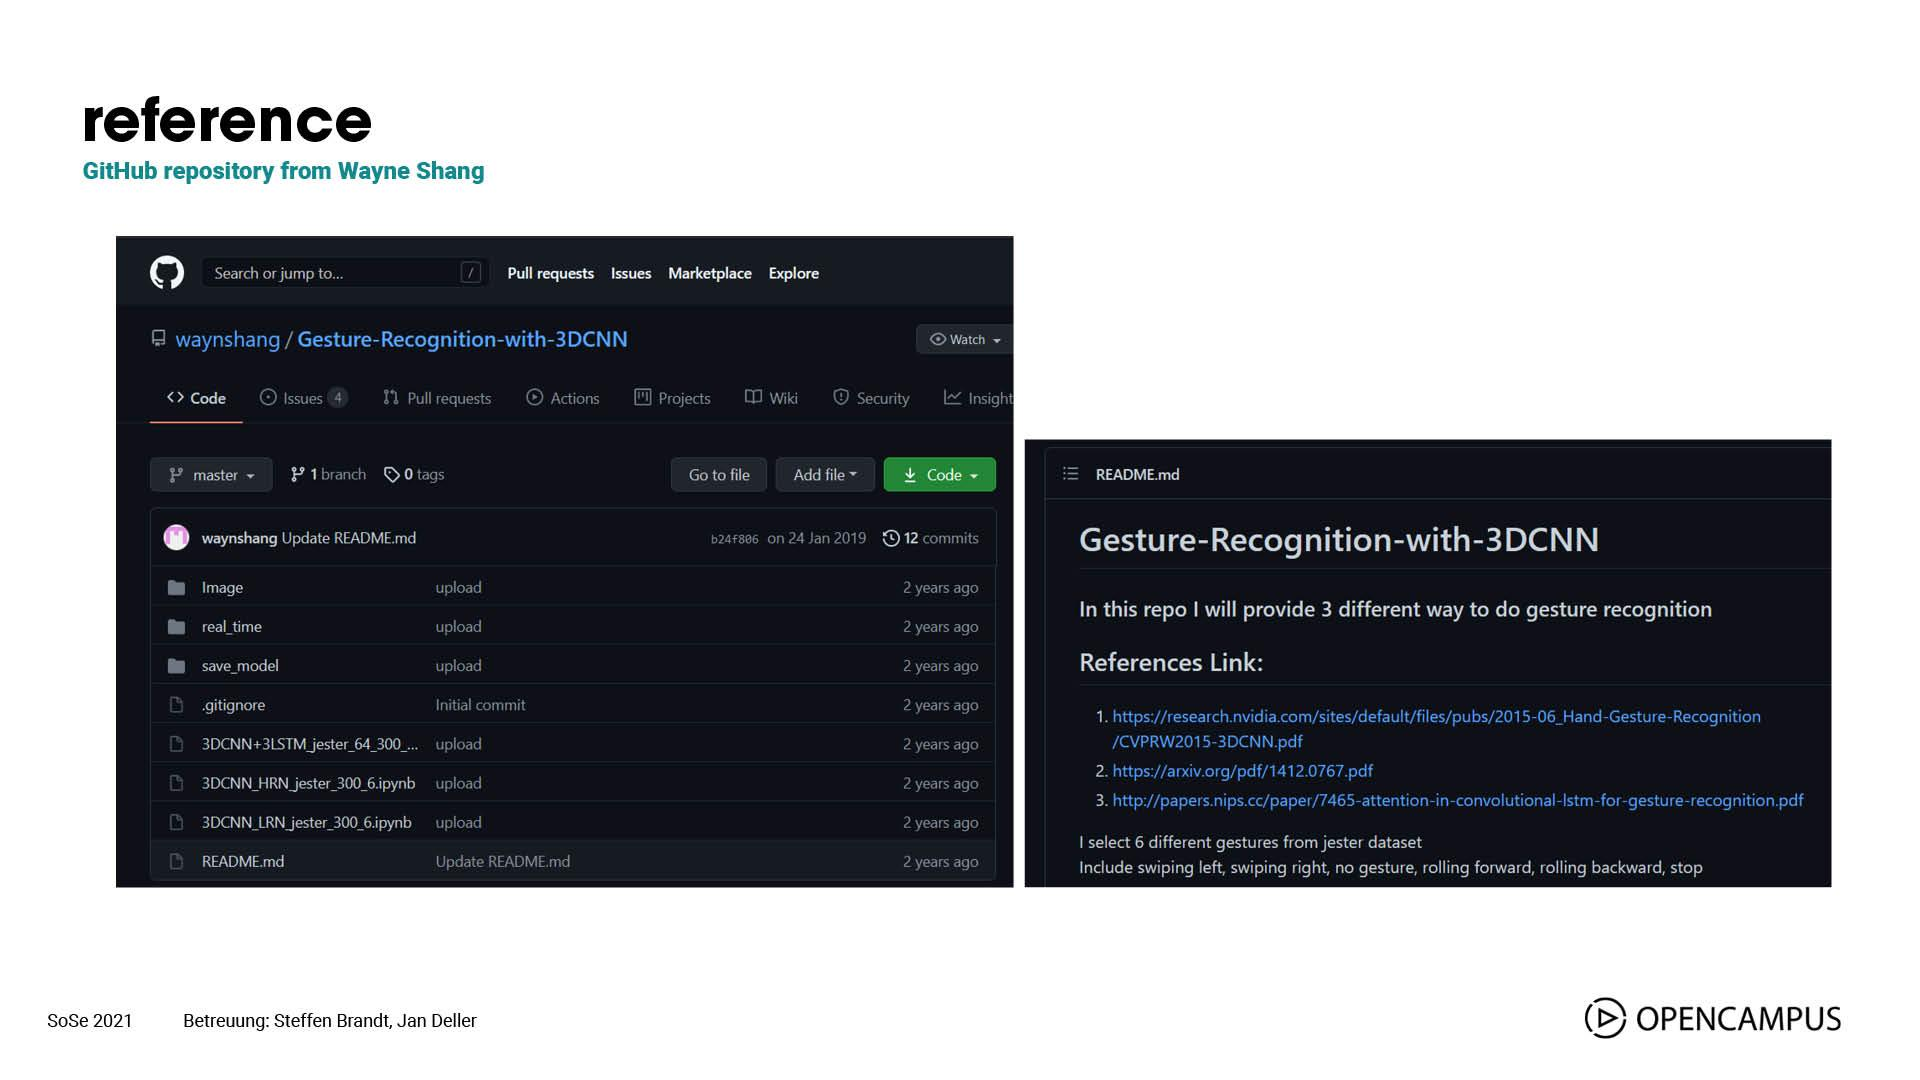 reference
GitHub repository from Wayne Shang
Search or jump to... /
Pull requests Issues Marketplace Explore
waynshang / Gesture-Recognition-with-3DCNN
Watch
Code Issues 4 Pull requests Actions Projects Wiki Security Insight
master 1 branch 0 tags Go to file Add file Code
waynshang Update README.md b24f806 on 24 Jan 2019 12 commits
Image upload 2 years ago
real_time upload 2 years ago
save_model upload 2 years ago
.gitignore Initial commit 2 years ago
3DCNN+3LSTM_jester_64_300_... upload 2 years ago
3DCNN_HRN_jester_300_6.ipynb upload 2 years ago
3DCNN_LRN_jester_300_6.ipynb upload 2 years ago
README.md Update README.md 2 years ago
README.md
Gesture-Recognition-with-3DCNN
In this repo I will provide 3 different way to do gesture recognition
References Link:
1. https://research.nvidia.com/sites/default/files/pubs/2015-06_Hand-Gesture-Recognition
/CVPRW2015-3DCNN.pdf
2. https://arxiv.org/pdf/1412.0767.pdf
3. http://papers.nips.cc/paper/7465-attention-in-convolutional-lstm-for-gesture-recognition.pdf
I select 6 different gestures from jester dataset
Include swiping left, swiping right, no gesture, rolling forward, rolling backward, stop
SoSe 2021 Betreuung: Steffen Brandt, Jan Deller
OPENCAMPUS